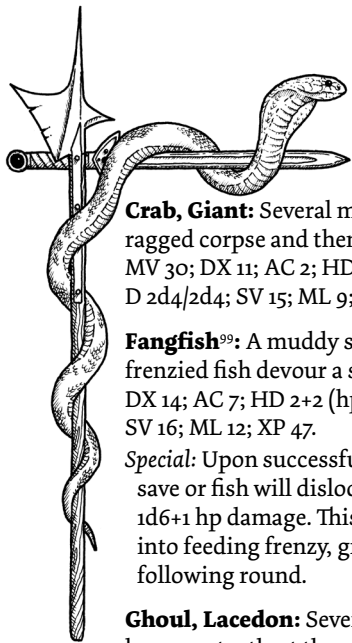 Crab, Giant: Several m
ragged corpse and then
MV 30; DX 11; AC 2; HD
D 2d4/2d4; SV 15; ML 9;
Fangfish⁹⁹: A muddy s
frenzied fish devour a s
DX 14; AC 7; HD 2+2 (hp
SV 16; ML 12; XP 47.
Special: Upon successfu
save or fish will disloc
1d6+1 hp damage. This
into feeding frenzy, g
following round.
Ghoul, Lacedon: Seve